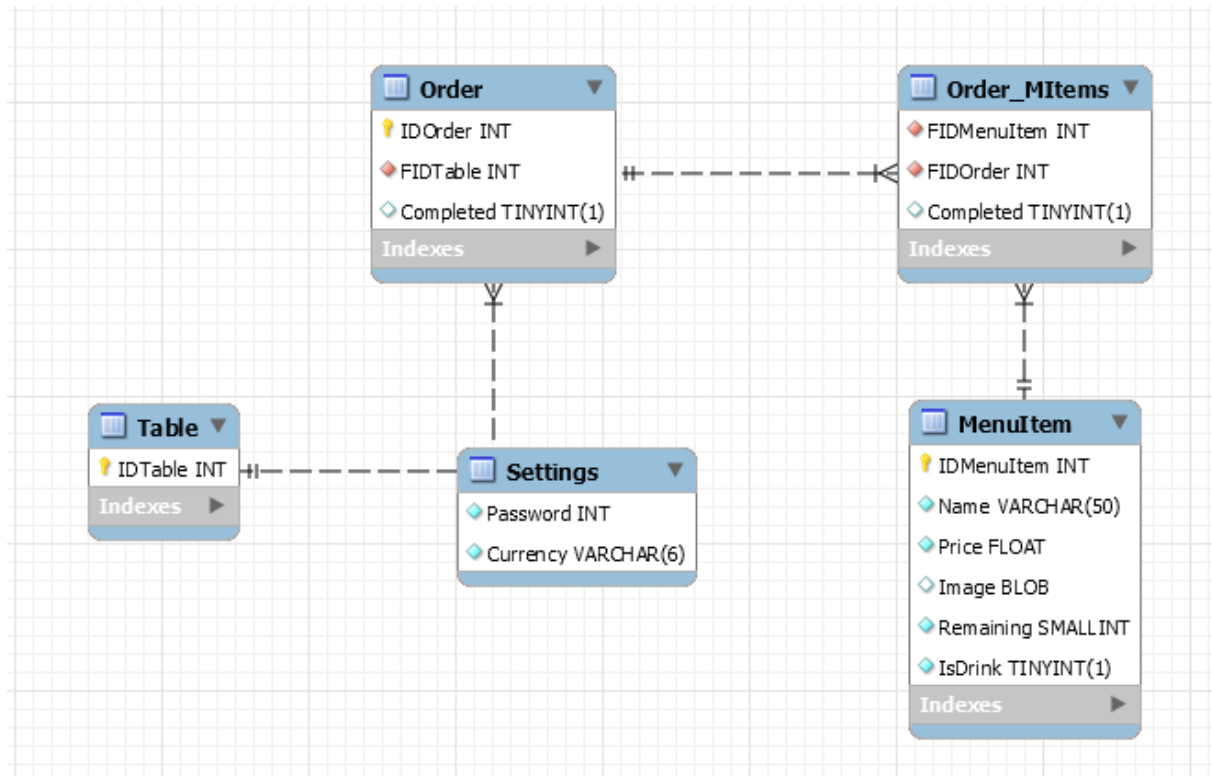 Order
IDOrder INT
FIDTable INT
Completed TINYINT(1)
Indexes
Order_MItems
FIDMenuItem INT
FIDOrder INT
Completed TINYINT(1)
Indexes
Table
IDTable INT
Indexes
Settings
Password INT
Currency VARCHAR(6)
MenuItem
IDMenuItem INT
Name VARCHAR(50)
Price FLOAT
Image BLOB
Remaining SMALLINT
IsDrink TINYINT(1)
Indexes